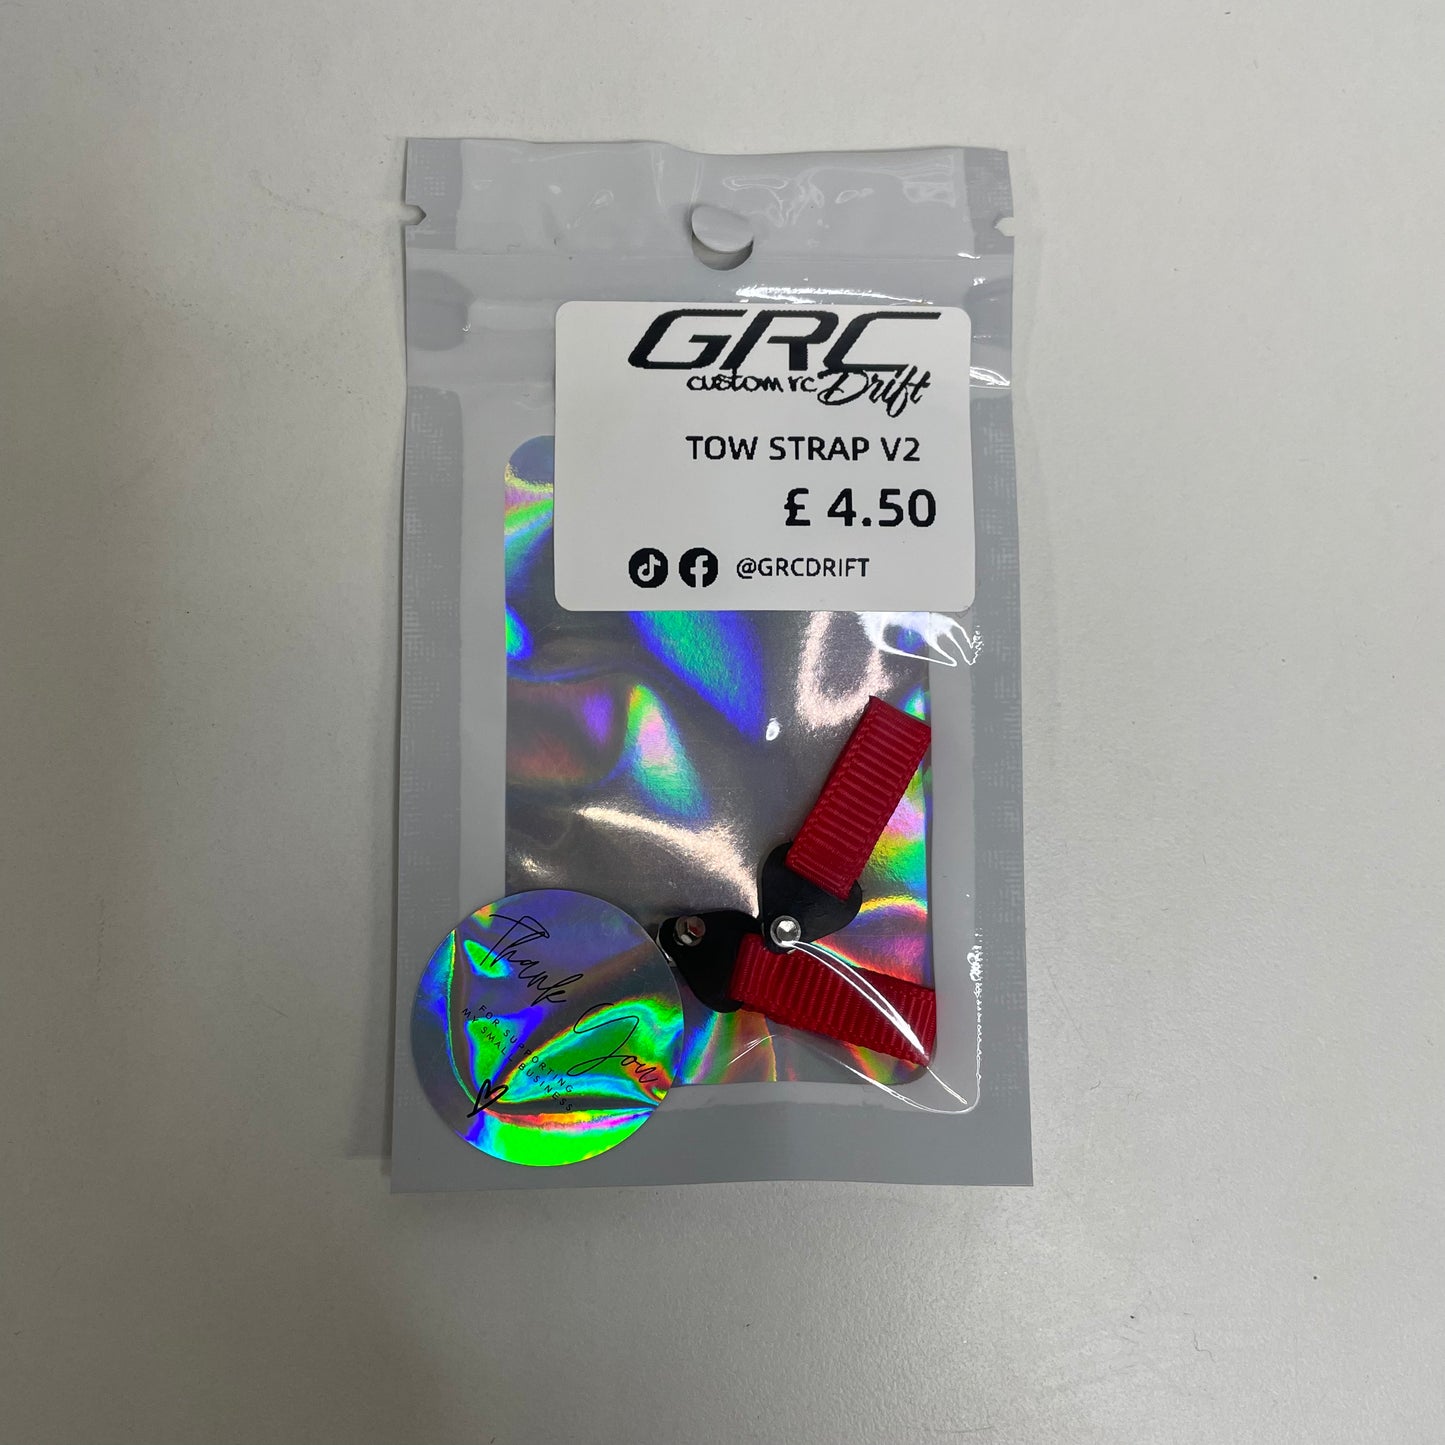 GRC
custom rc Drift
TOW STRAP V2
£ 4.50
@GRCDRIFT
Thank You
FOR SUPPORTING
MY SMALL BUSINESS